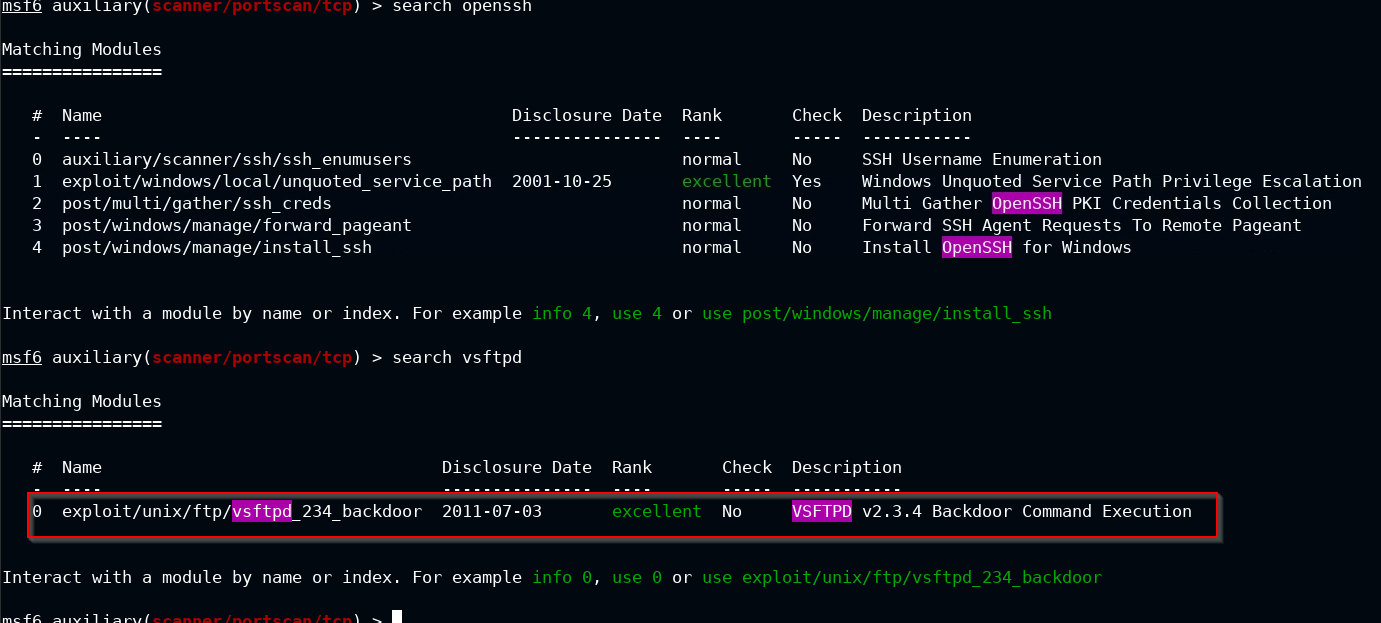 msf6 auxiliary(scanner/portscan/tcp) > search openssh
Matching Modules
================
#  Name                                         Disclosure Date  Rank       Check  Description
-  ----                                         ---------------  ----       -----  -----------
0  auxiliary/scanner/ssh/ssh_enumusers                           normal     No     SSH Username Enumeration
1  exploit/windows/local/unquoted_service_path  2001-10-25       excellent  Yes    Windows Unquoted Service Path Privilege Escalation
2  post/multi/gather/ssh_creds                                   normal     No     Multi Gather OpenSSH PKI Credentials Collection
3  post/windows/manage/forward_pageant                           normal     No     Forward SSH Agent Requests To Remote Pageant
4  post/windows/manage/install_ssh                               normal     No     Install OpenSSH for Windows
Interact with a module by name or index. For example info 4, use 4 or use post/windows/manage/install_ssh
msf6 auxiliary(scanner/portscan/tcp) > search vsftpd
Matching Modules
================
#  Name                                  Disclosure Date  Rank       Check  Description
-  ----                                  ---------------  ----       -----  -----------
0  exploit/unix/ftp/vsftpd_234_backdoor  2011-07-03       excellent  No     VSFTPD v2.3.4 Backdoor Command Execution
Interact with a module by name or index. For example info 0, use 0 or use exploit/unix/ftp/vsftpd_234_backdoor
msf6 auxiliary(scanner/portscan/tcp) >